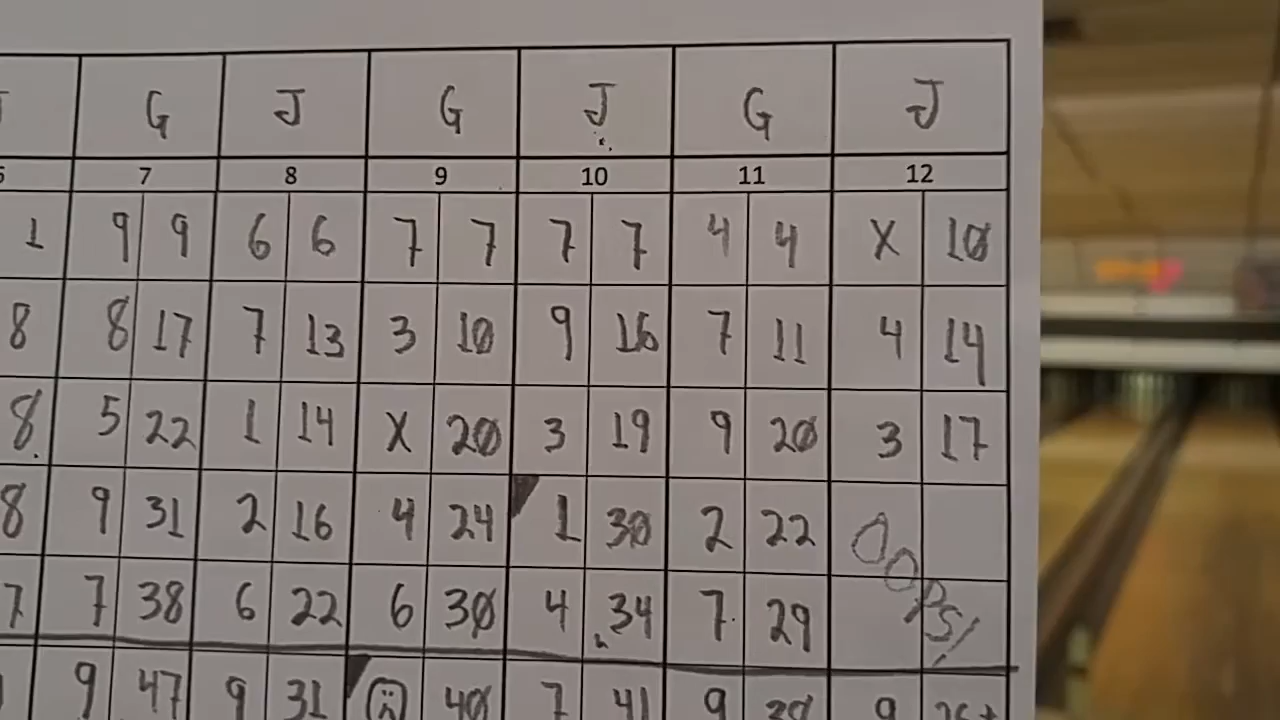 G J G J G J
7 8 9 10 11 12
1 9 9 6 6 7 7 7 7 4 4 X 10
8 8 17 7 13 3 10 9 16 7 11 4 14
8 5 22 1 14 X 20 3 19 9 20 3 17
8 9 31 2 16 4 24 1 30 2 22
7 7 38 6 22 6 30 4 34 7 29
OOPS!
9 47 9 31 40 7 41 9